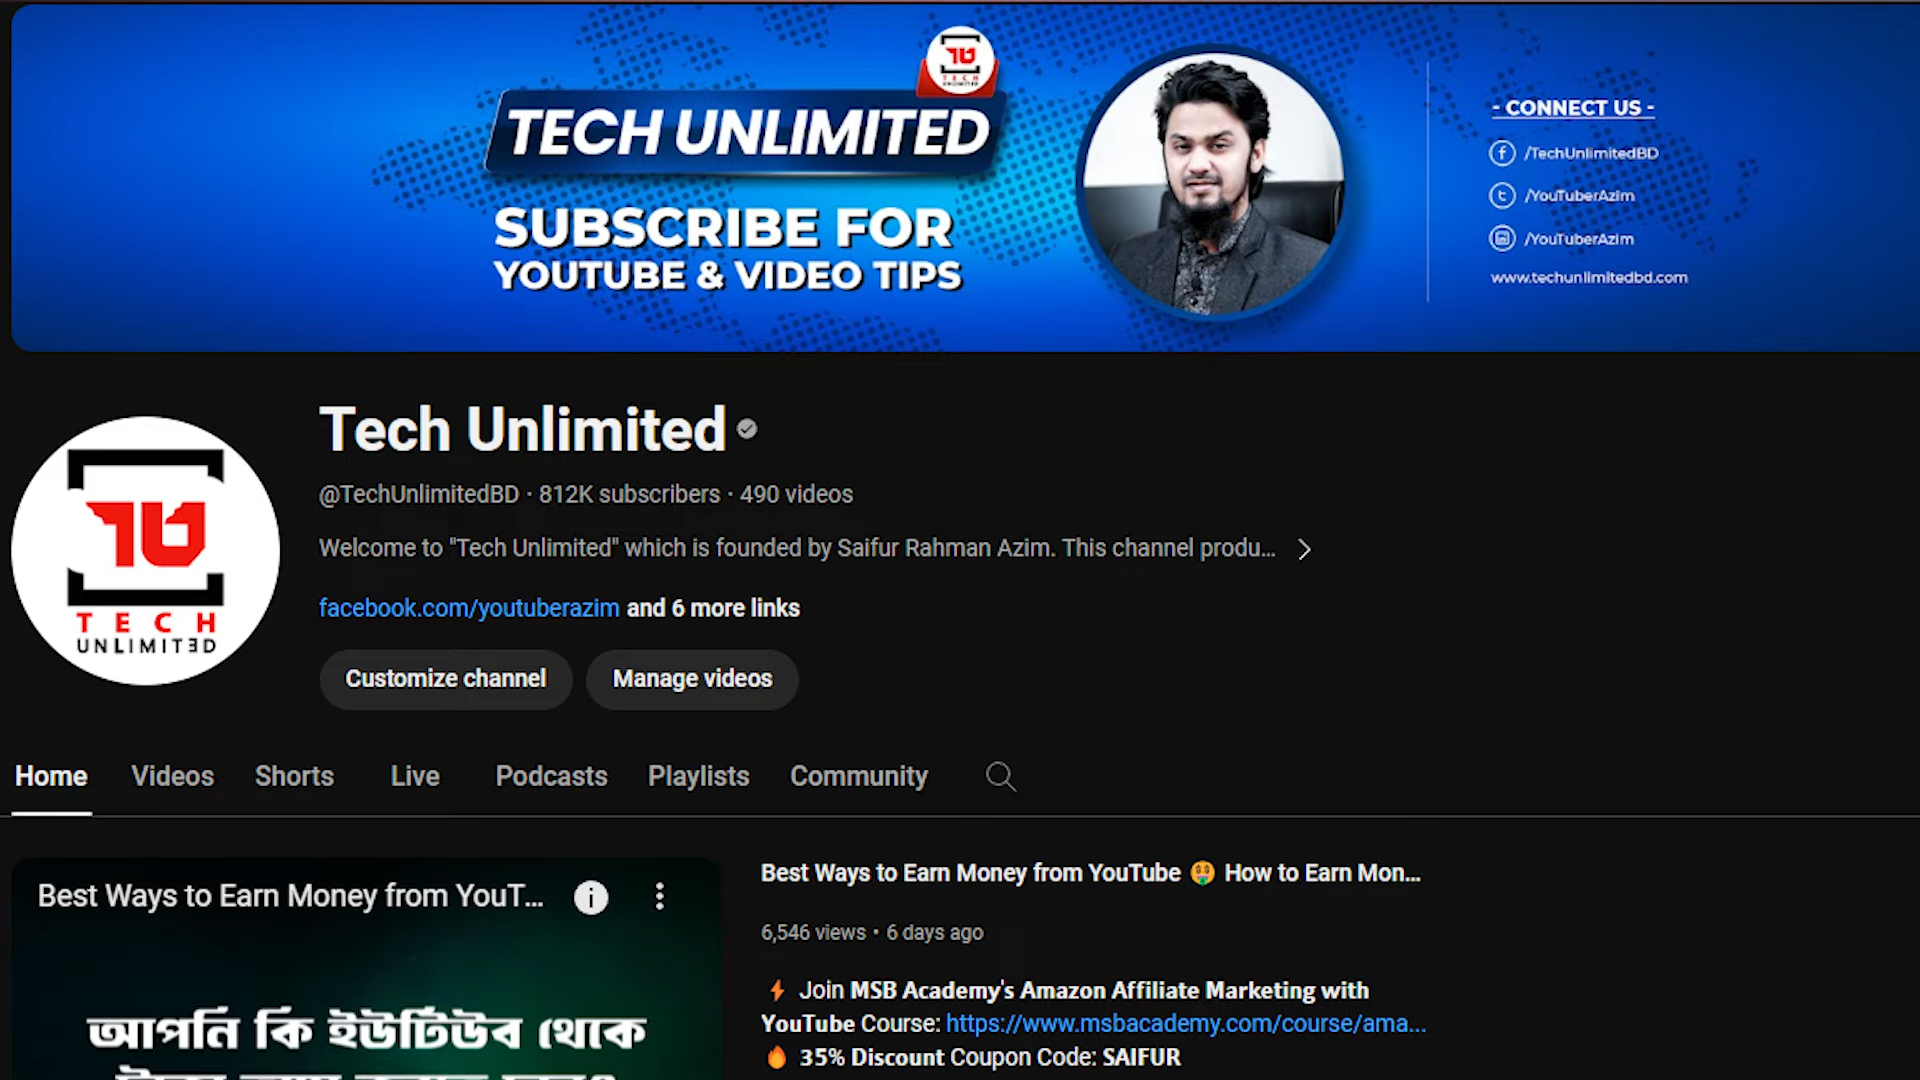 TU
TECH
UNLIMITED
TECH UNLIMITED
SUBSCRIBE FOR
YOUTUBE & VIDEO TIPS
- CONNECT US -
/TechUnlimitedBD
/YouTuberAzim
/YouTuberAzim
www.techunlimitedbd.com
TU
TECH
UNLIMITED
Tech Unlimited
@TechUnlimitedBD · 812K subscribers · 490 videos
Welcome to "Tech Unlimited" which is founded by Saifur Rahman Azim. This channel produ...
facebook.com/youtuberazim and 6 more links
Customize channel Manage videos
Home Videos Shorts Live Podcasts Playlists Community
Best Ways to Earn Money from YouT...
আপনি কি ইউটিউব থেকে
Best Ways to Earn Money from YouTube 🤑 How to Earn Mon...
6,546 views • 6 days ago
⚡ Join MSB Academy's Amazon Affiliate Marketing with
YouTube Course: https://www.msbacademy.com/course/ama...
🔥 35% Discount Coupon Code: SAIFUR